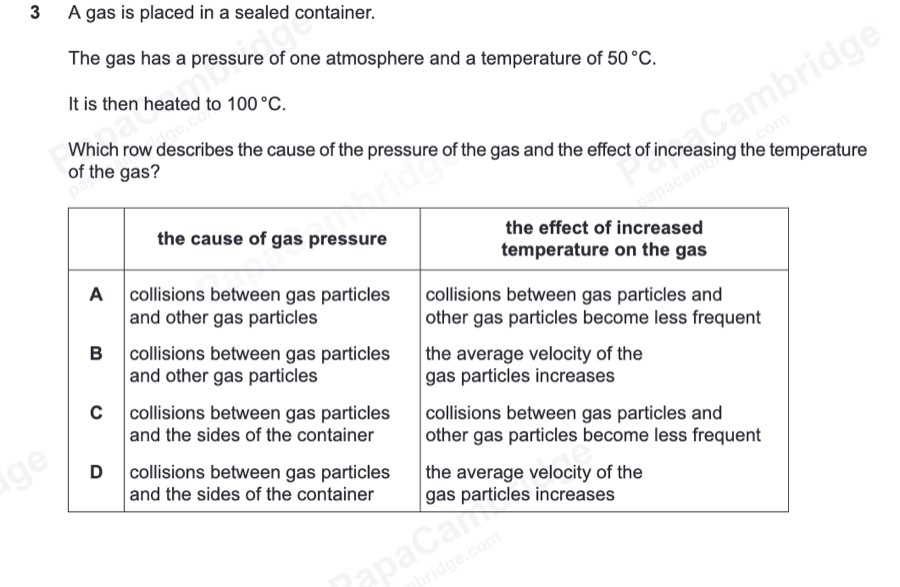 3 A gas is placed in a sealed container.
The gas has a pressure of one atmosphere and a temperature of 50 °C.
It is then heated to 100 °C.
Which row describes the cause of the pressure of the gas and the effect of increasing the temperature
of the gas?
the cause of gas pressure
the effect of increased
temperature on the gas
A collisions between gas particles
and other gas particles
collisions between gas particles and
other gas particles become less frequent
B collisions between gas particles
and other gas particles
the average velocity of the
gas particles increases
C collisions between gas particles
and the sides of the container
collisions between gas particles and
other gas particles become less frequent
D collisions between gas particles
and the sides of the container
the average velocity of the
gas particles increases
PapaCambridge
papacambridge.com